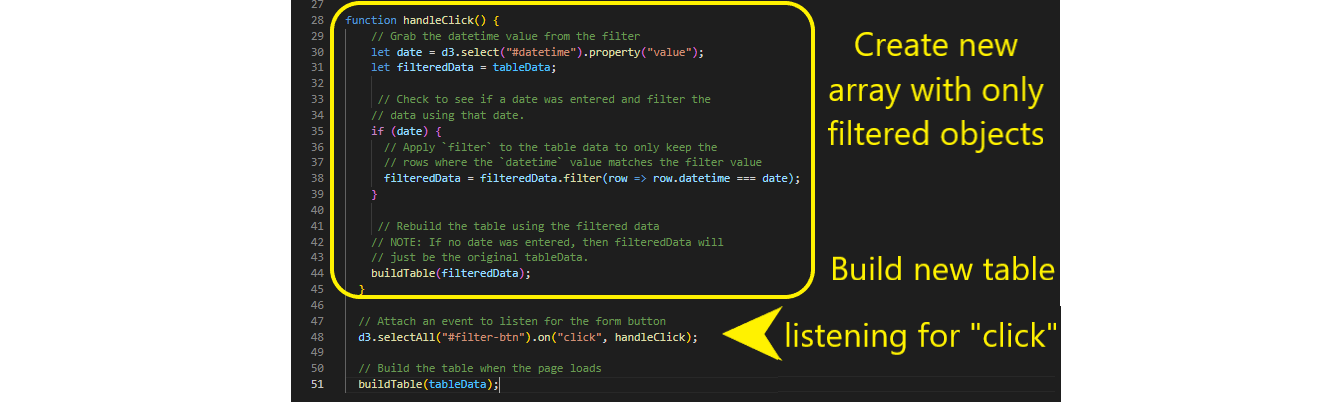 27
28 function handleClick() {
29 // Grab the datetime value from the filter
30 let date = d3.select("#datetime").property("value");
31 let filteredData = tableData;
32
33 // Check to see if a date was entered and filter the
34 // data using that date.
35 if (date) {
36 // Apply `filter` to the table data to only keep the
37 // rows where the `datetime` value matches the filter value
38 filteredData = filteredData.filter(row => row.datetime === date);
39 }
40
41 // Rebuild the table using the filtered data
42 // NOTE: If no date was entered, then filteredData will
43 // just be the original tableData.
44 buildTable(filteredData);
45 }
46
47 // Attach an event to listen for the form button
48 d3.selectAll("#filter-btn").on("click", handleClick);
49
50 // Build the table when the page loads
51 buildTable(tableData);
Create new
array with only
filtered objects
Build new table
listening for "click"